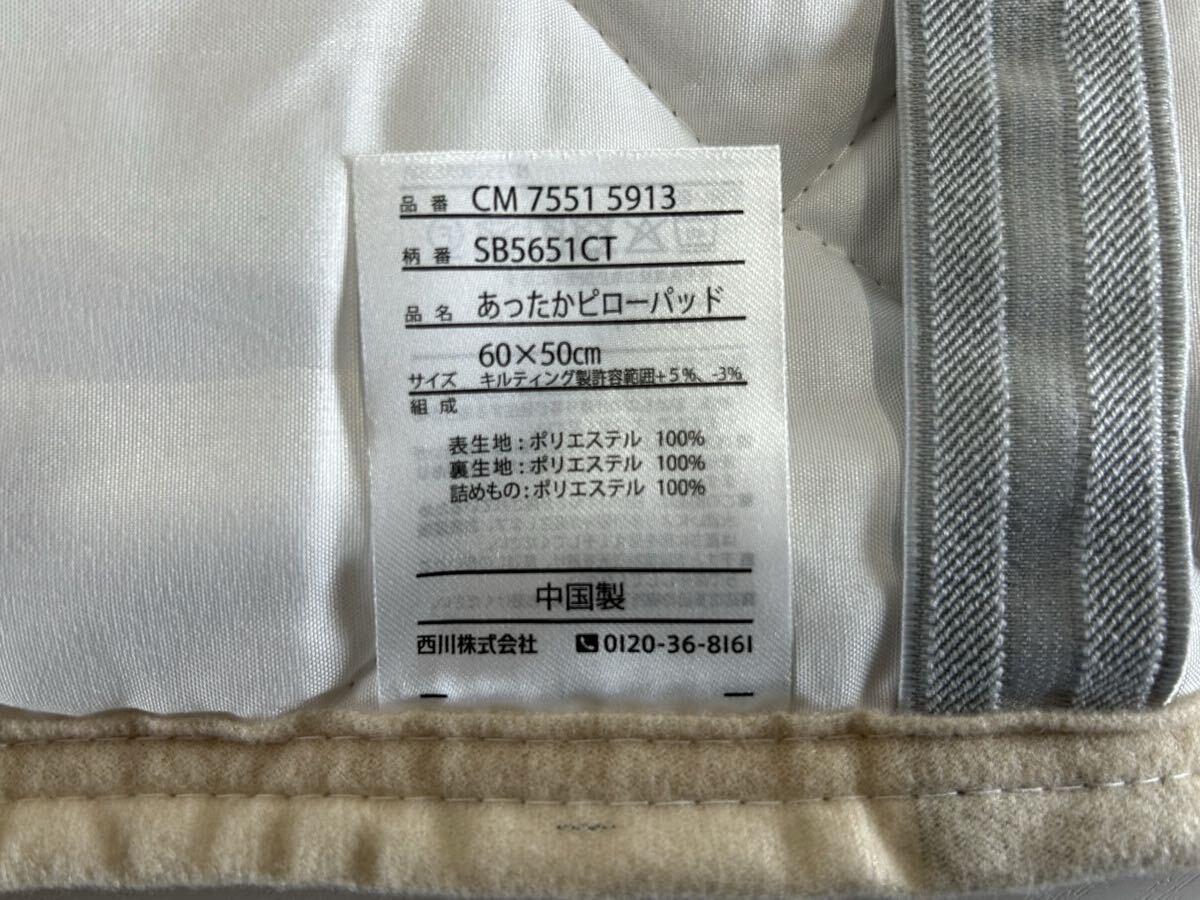 品番 CM 7551 5913
柄番 SB5651CT
品名 あったかピローパッド
60×50㎝
サイズ キルティング製許容範囲+5%、-3%
組成
表生地:ポリエステル 100%
裏生地:ポリエステル 100%
詰めもの:ポリエステル 100%
中国製
西川株式会社 0120-36-8161